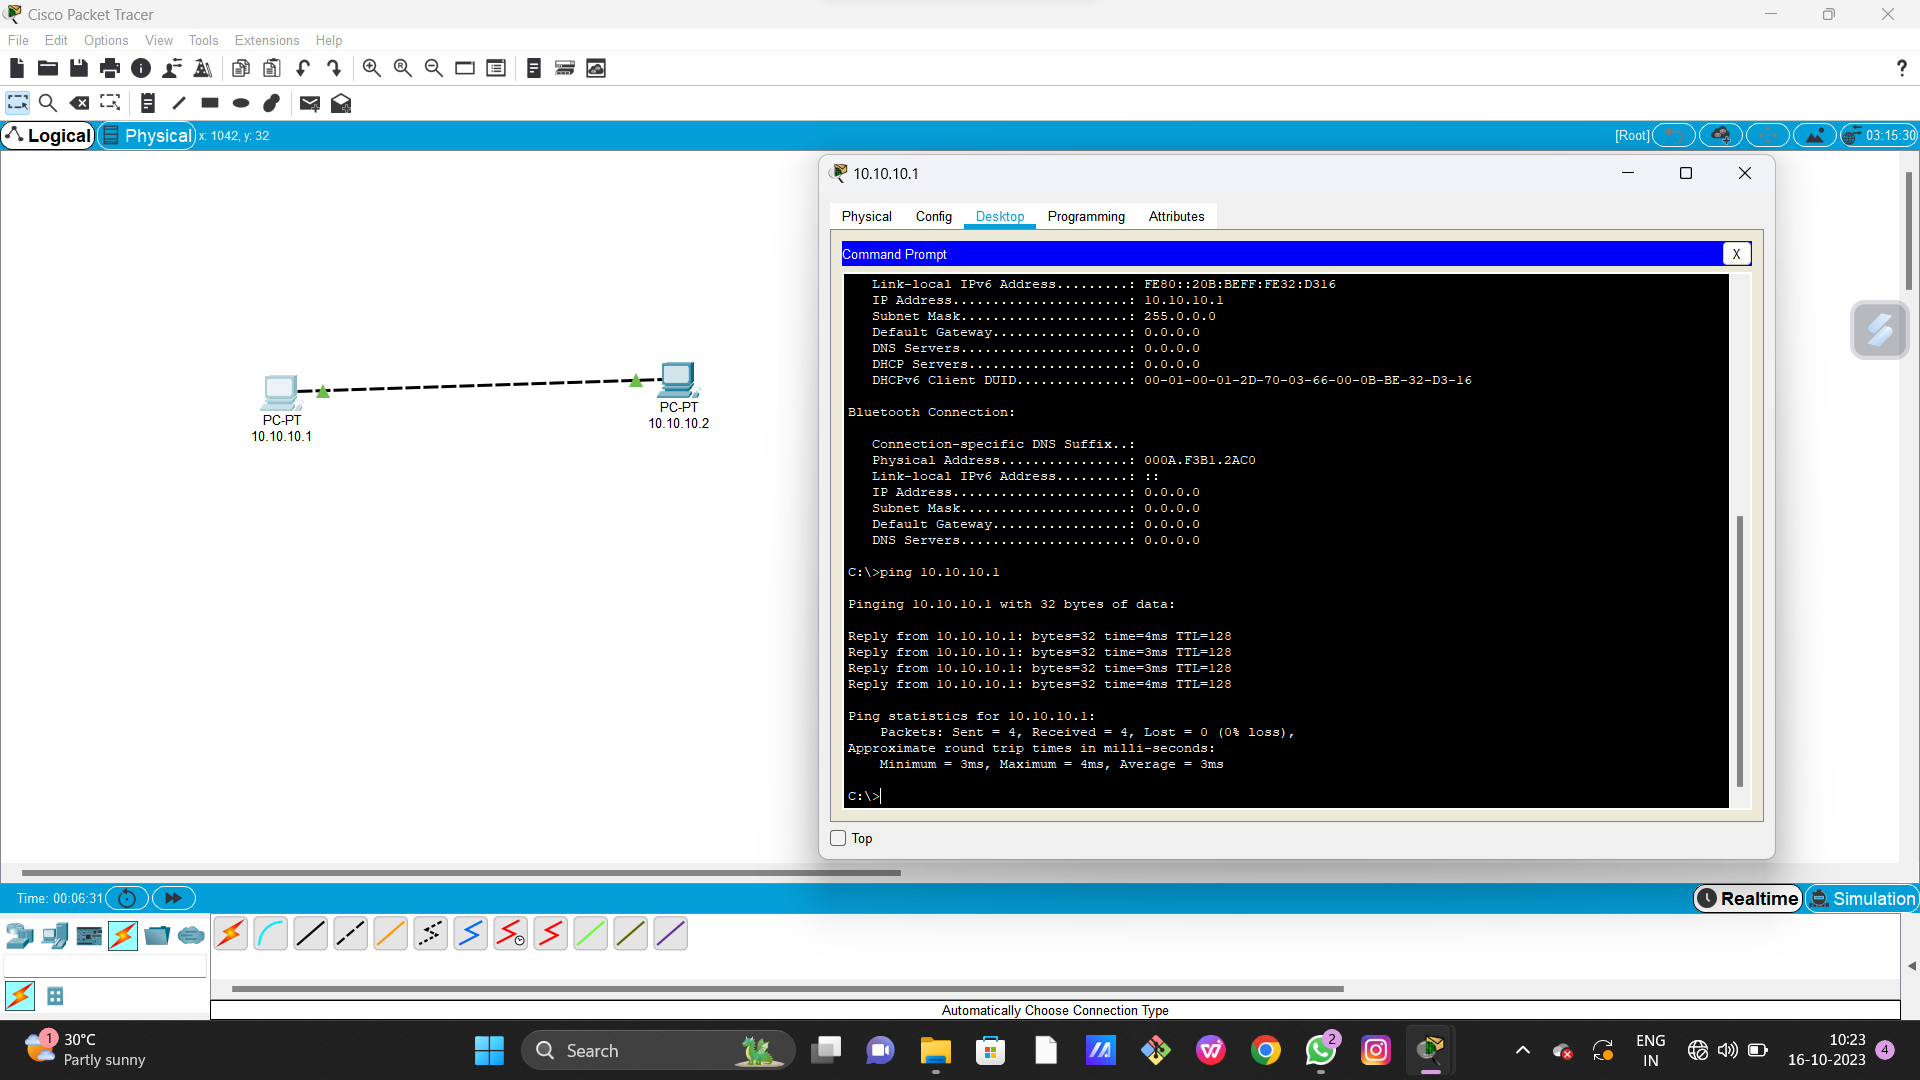 Cisco Packet Tracer
File Edit Options View Tools Extensions Help
?
Logical Physical x: 1042, y: 32 [Root] 03:15:30
10.10.10.1
Physical Config Desktop Programming Attributes
Command Prompt X
Link-local IPv6 Address.........: FE80::20B:BEFF:FE32:D316
IP Address......................: 10.10.10.1
Subnet Mask.....................: 255.0.0.0
Default Gateway.................: 0.0.0.0
DNS Servers.....................: 0.0.0.0
DHCP Servers....................: 0.0.0.0
DHCPv6 Client DUID..............: 00-01-00-01-2D-70-03-66-00-0B-BE-32-D3-16
Bluetooth Connection:
Connection-specific DNS Suffix..:
Physical Address................: 000A.F3B1.2AC0
Link-local IPv6 Address.........: ::
IP Address......................: 0.0.0.0
Subnet Mask.....................: 0.0.0.0
Default Gateway.................: 0.0.0.0
DNS Servers.....................: 0.0.0.0
C:\>ping 10.10.10.1
Pinging 10.10.10.1 with 32 bytes of data:
Reply from 10.10.10.1: bytes=32 time=4ms TTL=128
Reply from 10.10.10.1: bytes=32 time=3ms TTL=128
Reply from 10.10.10.1: bytes=32 time=3ms TTL=128
Reply from 10.10.10.1: bytes=32 time=4ms TTL=128
Ping statistics for 10.10.10.1:
Packets: Sent = 4, Received = 4, Lost = 0 (0% loss),
Approximate round trip times in milli-seconds:
Minimum = 3ms, Maximum = 4ms, Average = 3ms
C:\>
Top
PC-PT
10.10.10.1
PC-PT
10.10.10.2
Time: 00:06:31 Realtime Simulation
Automatically Choose Connection Type
1
30°C
Partly sunny
Search
2
ENG
IN
10:23
16-10-2023
4